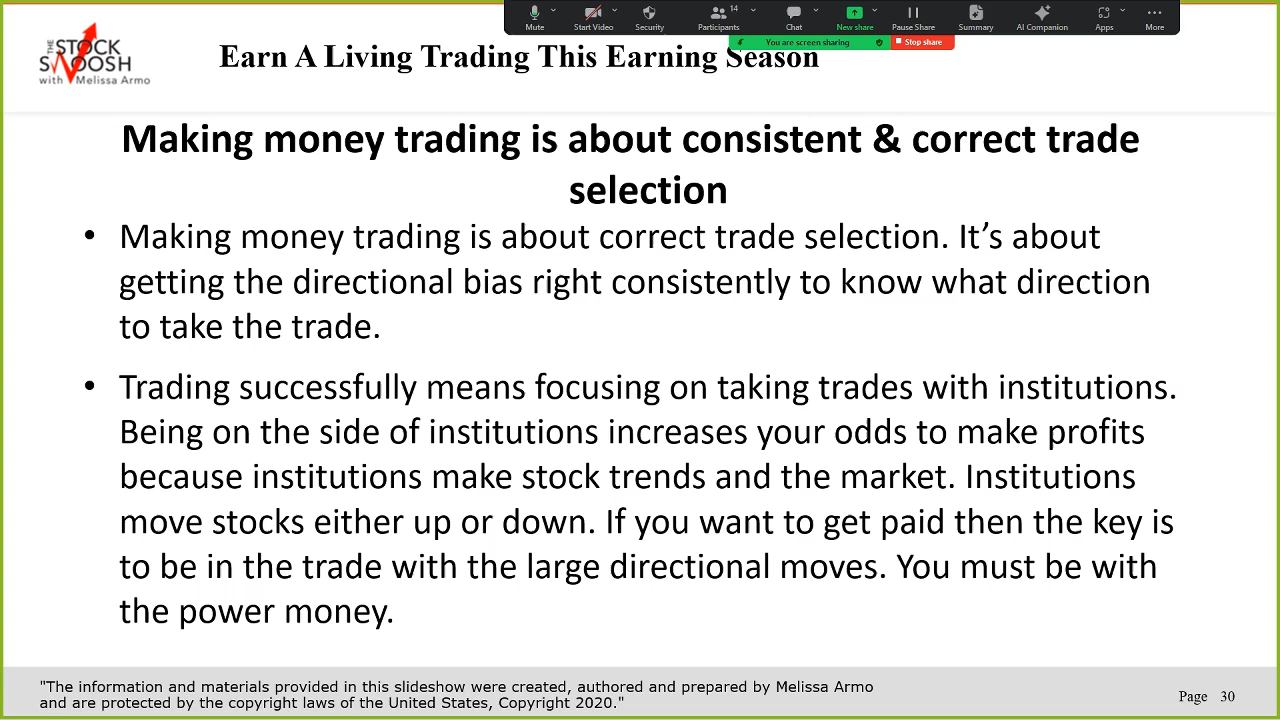 Mute
Start Video
Security
14
Participants
Chat
New share
Pause Share
Summary
AI Companion
Apps
More
You are screen sharing
Stop share
THE
STOCK
SWOOSH
with Melissa Armo
Earn A Living Trading This Earning Season
Making money trading is about consistent & correct trade
selection
• Making money trading is about correct trade selection. It's about
getting the directional bias right consistently to know what direction
to take the trade.
• Trading successfully means focusing on taking trades with institutions.
Being on the side of institutions increases your odds to make profits
because institutions make stock trends and the market. Institutions
move stocks either up or down. If you want to get paid then the key is
to be in the trade with the large directional moves. You must be with
the power money.
"The information and materials provided in this slideshow were created, authored and prepared by Melissa Armo
and are protected by the copyright laws of the United States, Copyright 2020."
Page 30